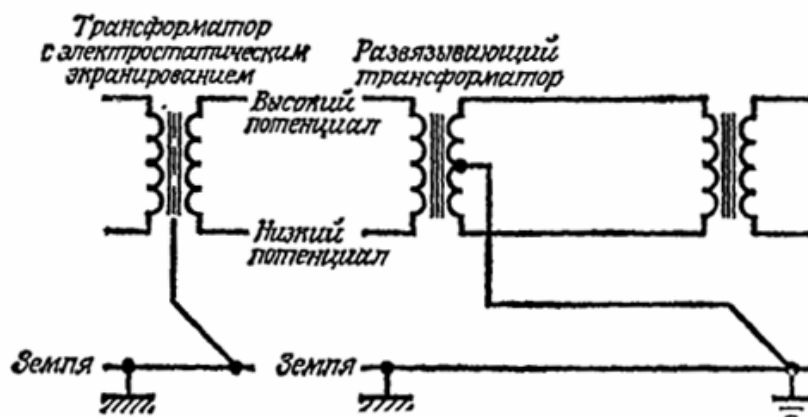 Трансформатор
с электростатическим
экранированием
Развязывающий
трансформатор
Высокий
потенциал
Низкий
потенциал
Земля
Земля